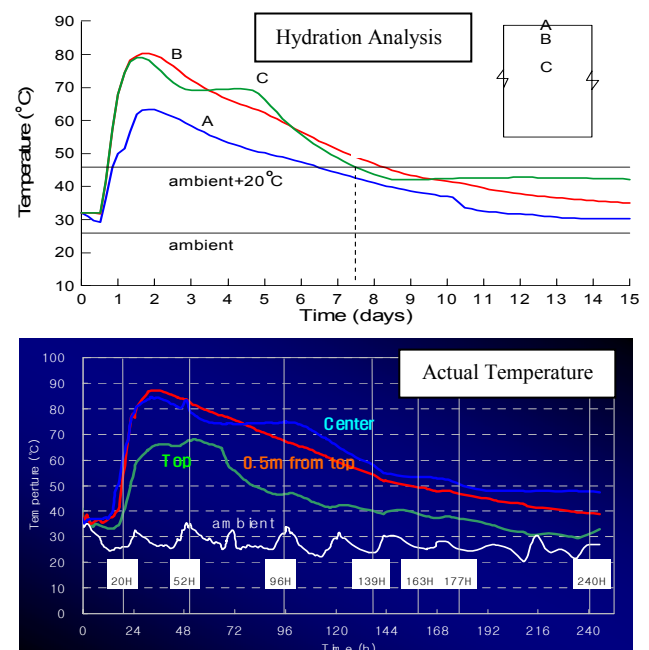 90
80
70
60
50
40
30
20
10
Temperature (°C)
Hydration Analysis
A
B
C
B
C
A
ambient+20°C
ambient
0 1 2 3 4 5 6 7 8 9 10 11 12 13 14 15
Time (days)
100
90
80
70
60
50
40
30
20
10
0
Temperture (℃)
Actual Temperature
Center
Top
0.5m from top
ambient
20H 52H 96H 139H 163H 177H 240H
0 24 48 72 96 120 144 168 192 216 240
Time (h)